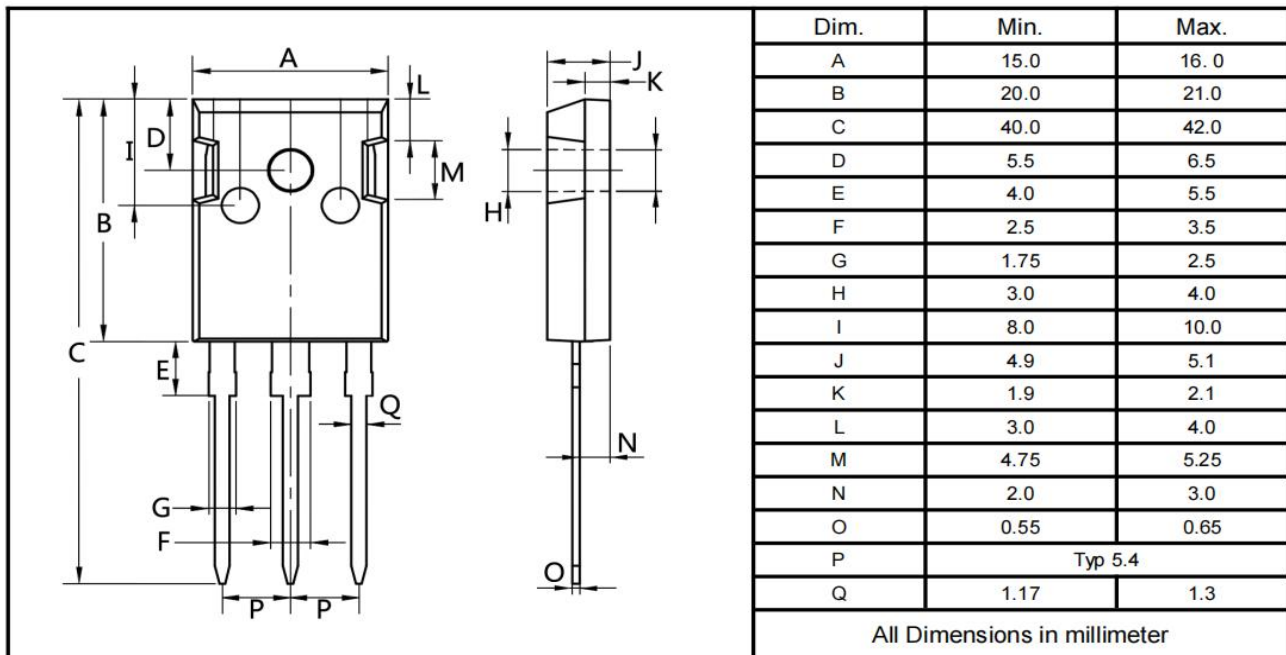 A
L
D
I
M
B
C
E
Q
G
F
P
P
J
K
H
N
O
Dim. Min. Max.
A 15.0 16. 0
B 20.0 21.0
C 40.0 42.0
D 5.5 6.5
E 4.0 5.5
F 2.5 3.5
G 1.75 2.5
H 3.0 4.0
I 8.0 10.0
J 4.9 5.1
K 1.9 2.1
L 3.0 4.0
M 4.75 5.25
N 2.0 3.0
O 0.55 0.65
P Typ 5.4
Q 1.17 1.3
All Dimensions in millimeter